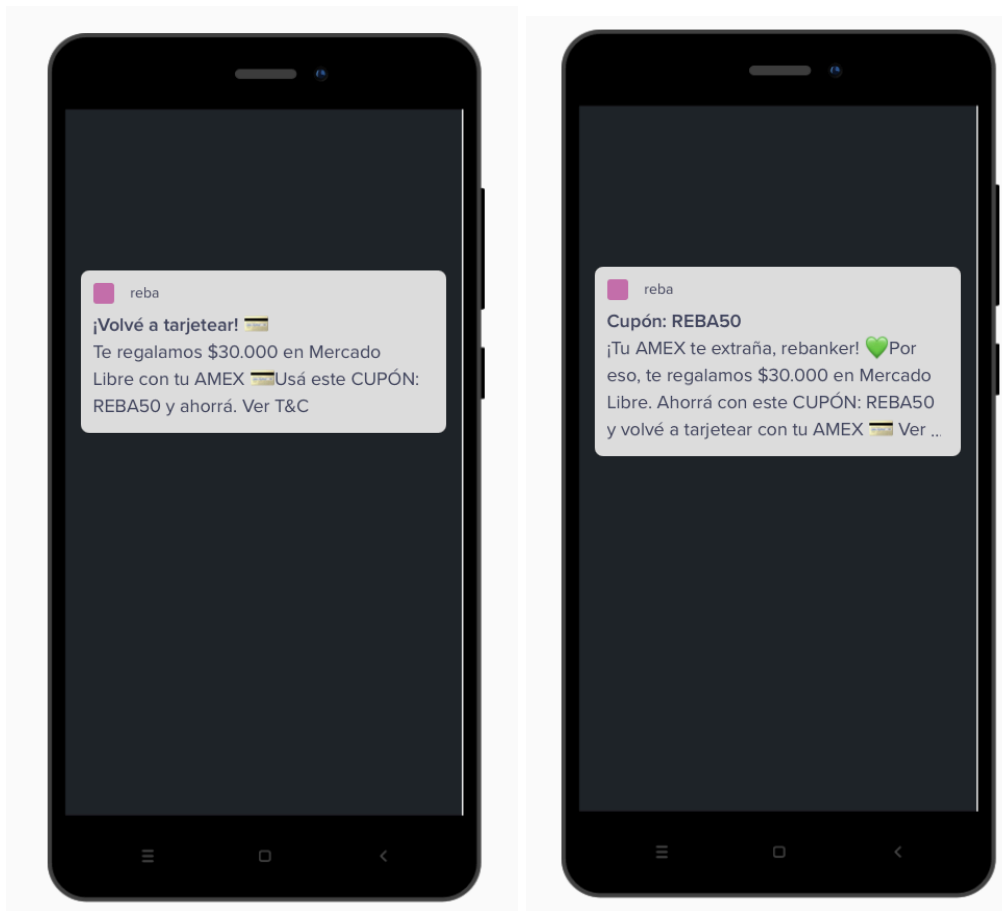 reba
¡Volvé a tarjetear! 💳
Te regalamos $30.000 en Mercado
Libre con tu AMEX 💳Usá este CUPÓN:
REBA50 y ahorrá. Ver T&C
reba
Cupón: REBA50
¡Tu AMEX te extraña, rebanker! 💚Por
eso, te regalamos $30.000 en Mercado
Libre. Ahorrá con este CUPÓN: REBA50
y volvé a tarjetear con tu AMEX 💳 Ver ...